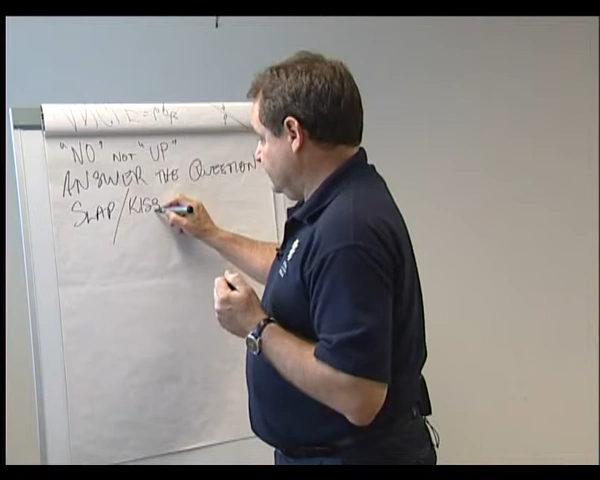 "NO" NOT "UP"
ANSWER THE QUESTION
SLAP/KISS